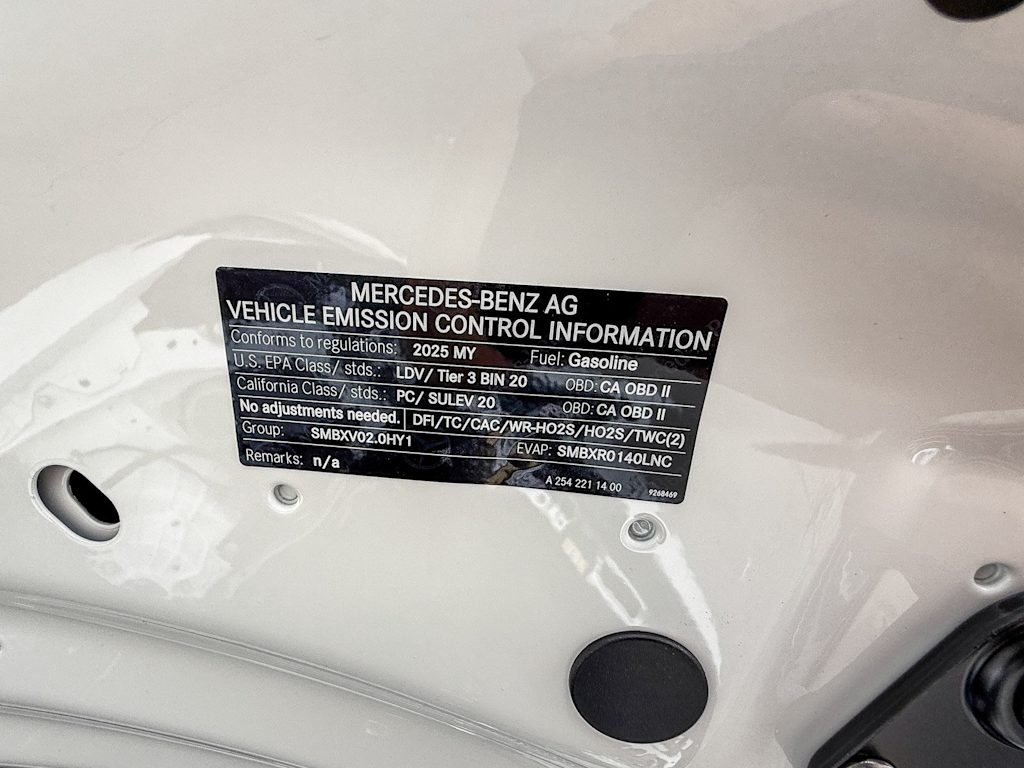 MERCEDES-BENZ AG
VEHICLE EMISSION CONTROL INFORMATION
Conforms to regulations: 2025 MY Fuel: Gasoline
U.S. EPA Class/ stds.: LDV/ Tier 3 BIN 20 OBD: CA OBD II
California Class/ stds.: PC/ SULEV 20 OBD: CA OBD II
No adjustments needed. DFI/TC/CAC/WR-HO2S/HO2S/TWC(2)
Group: SMBXV02.0HY1 EVAP: SMBXR0140LNC
Remarks: n/a
A 254 221 14 00 9268469